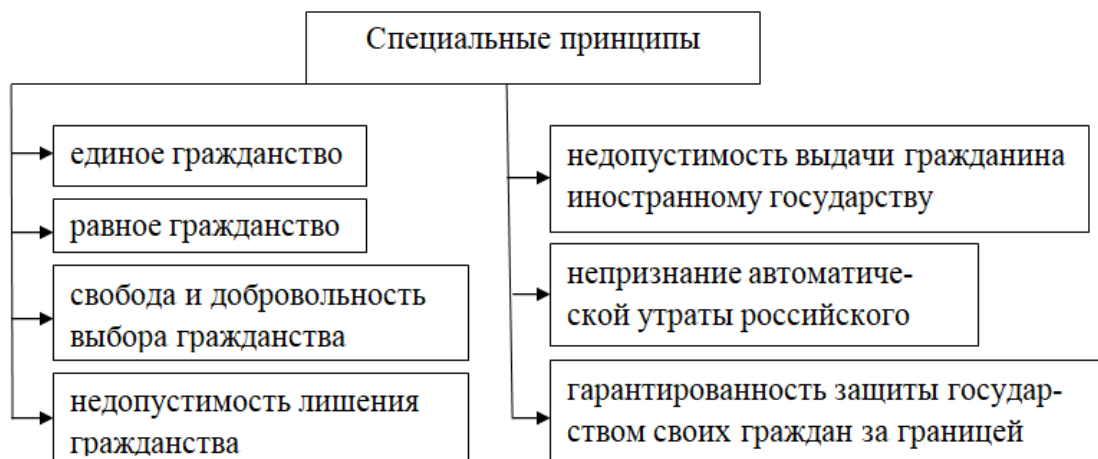 Специальные принципы
единое гражданство
равное гражданство
свобода и добровольность
выбора гражданства
недопустимость лишения
гражданства
недопустимость выдачи гражданина
иностранному государству
непризнание автоматиче-
ской утраты российского
гарантированность защиты государ-
ством своих граждан за границей